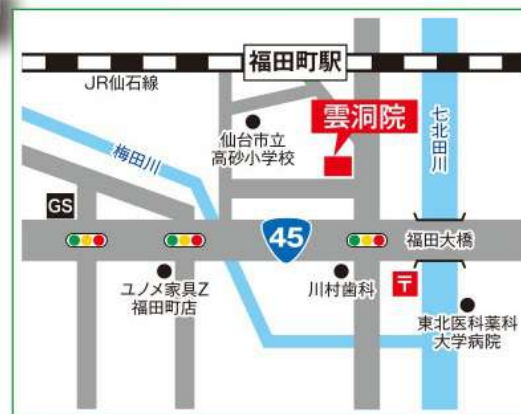 福田町駅
JR仙石線
雲洞院
仙台市立
高砂小学校
七北田川
梅田川
GS
45
福田大橋
ユノメ家具Z
福田町店
川村歯科
〒
東北医科薬科
大学病院